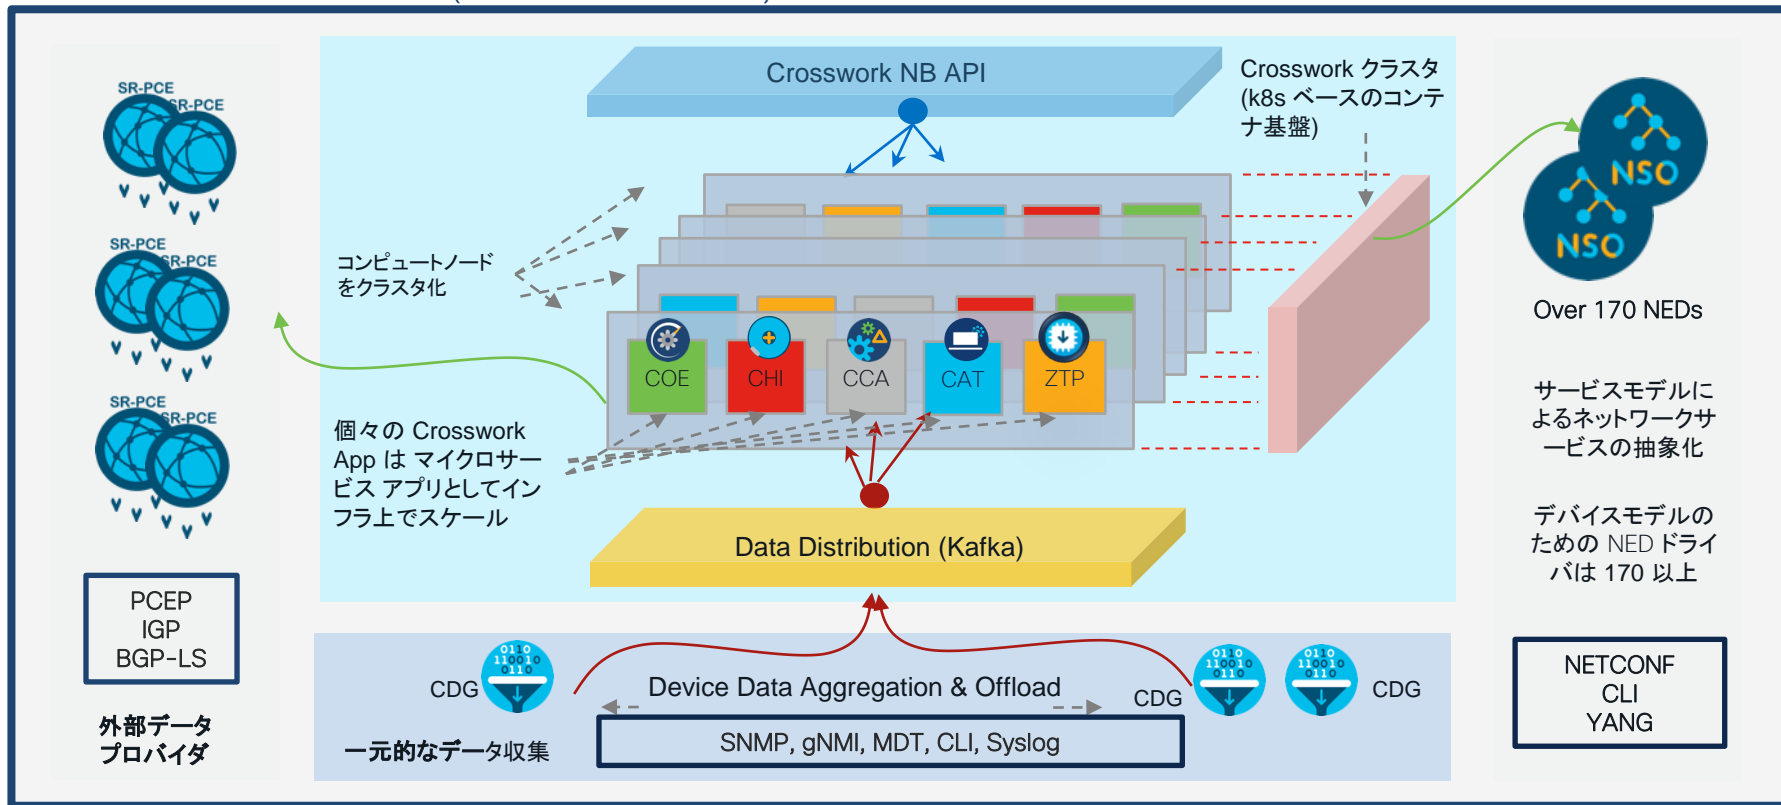 SR-PCE
SR-PCE
SR-PCE
SR-PCE
SR-PCE
SR-PCE
PCEP
IGP
BGP-LS
外部データ
プロバイダ
Crosswork NB API
Crosswork クラスタ
(k8s ベースのコンテ
ナ基盤)
コンピュートノード
をクラスタ化
COE
CHI
CCA
CAT
ZTP
個々の Crosswork
App は マイクロサー
ビス アプリとしてイン
フラ上でスケール
Data Distribution (Kafka)
0110
110010
0110
CDG
Device Data Aggregation & Offload
CDG
0110
110010
0110
0110
110010
0110
CDG
一元的なデータ収集
SNMP, gNMI, MDT, CLI, Syslog
NSO
NSO
Over 170 NEDs
サービスモデルに
よるネットワークサ
ービスの抽象化
デバイスモデルの
ための NED ドライ
バは 170 以上
NETCONF
CLI
YANG